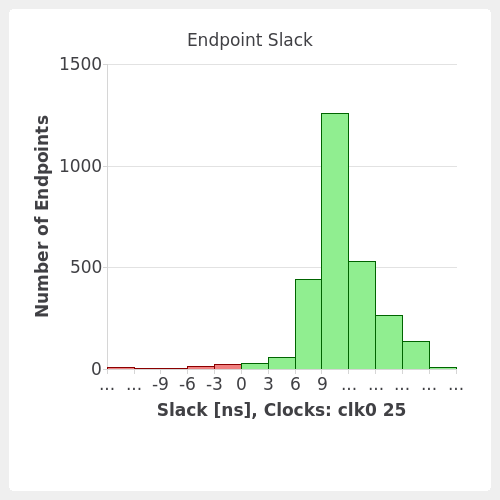 Endpoint Slack
1500
1000
500
0
Number of Endpoints
... ... -9 -6 -3 0 3 6 9 ... ... ... ... ...
Slack [ns], Clocks: clk0 25